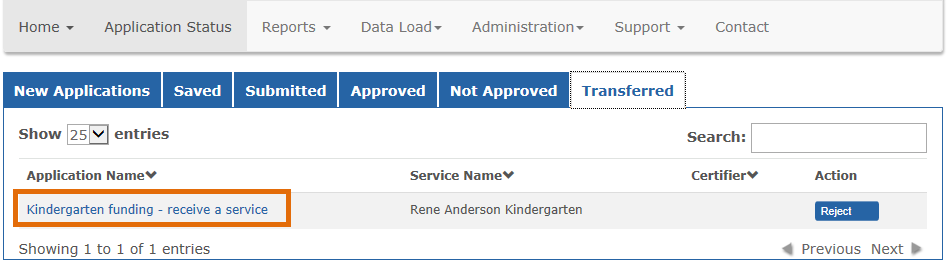 Home Application Status Reports Data Load Administration Support Contact
New Applications Saved Submitted Approved Not Approved Transferred
Show 25 entries Search:
Application Name Service Name Certifier Action
Kindergarten funding - receive a service Rene Anderson Kindergarten Reject
Showing 1 to 1 of 1 entries Previous Next